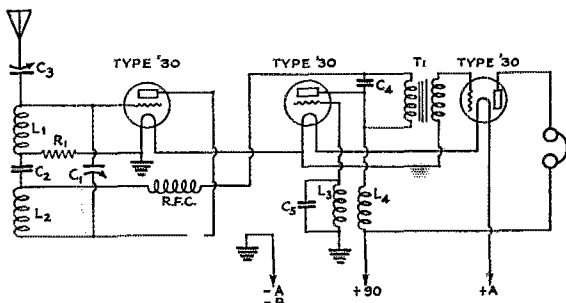 TYPE '30
TYPE '30
T1
TYPE '30
C3
C4
L1
R1
C2
C1
L2
R.F.C.
C5
L3
L4
-A
-B
+90
+A